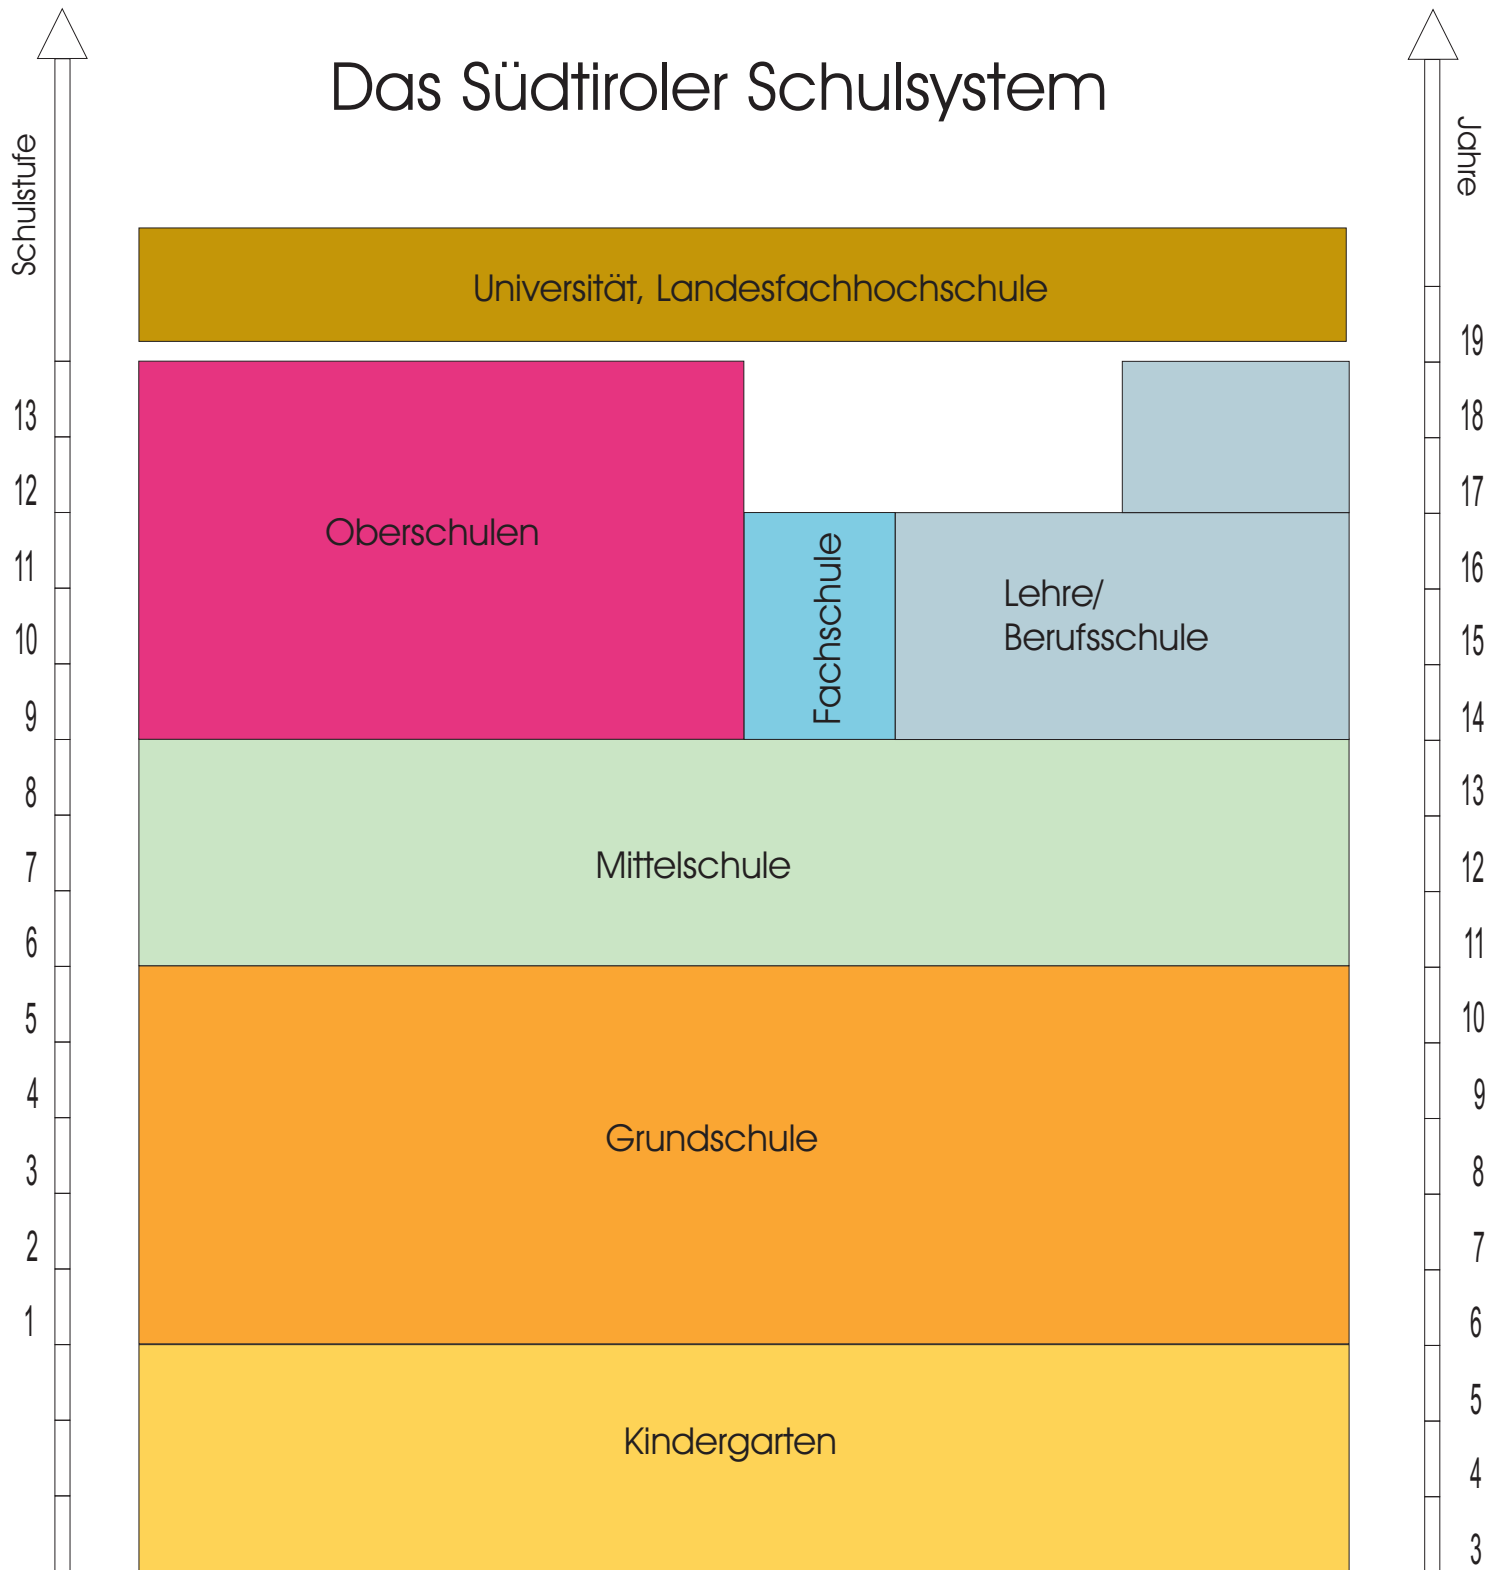 Das Südtiroler Schulsystem
Schulstufe
Jahre
Universität, Landesfachhochschule
19
13
18
12
17
Oberschulen
Fachschule
Lehre/
Berufsschule
11
16
10
15
9
14
8
13
Mittelschule
7
12
6
11
5
10
4
9
Grundschule
3
8
2
7
1
6
5
Kindergarten
4
3